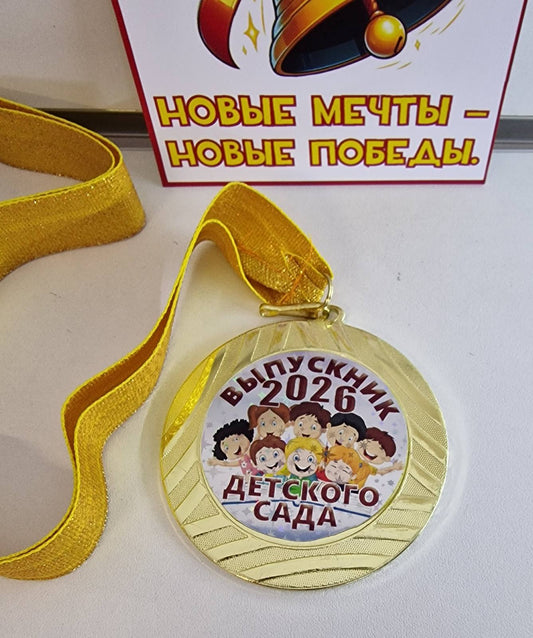 НОВЫЕ МЕЧТЫ –
НОВЫЕ ПОБЕДЫ.
ВЫПУСКНИК
2026
ДЕТСКОГО
САДА